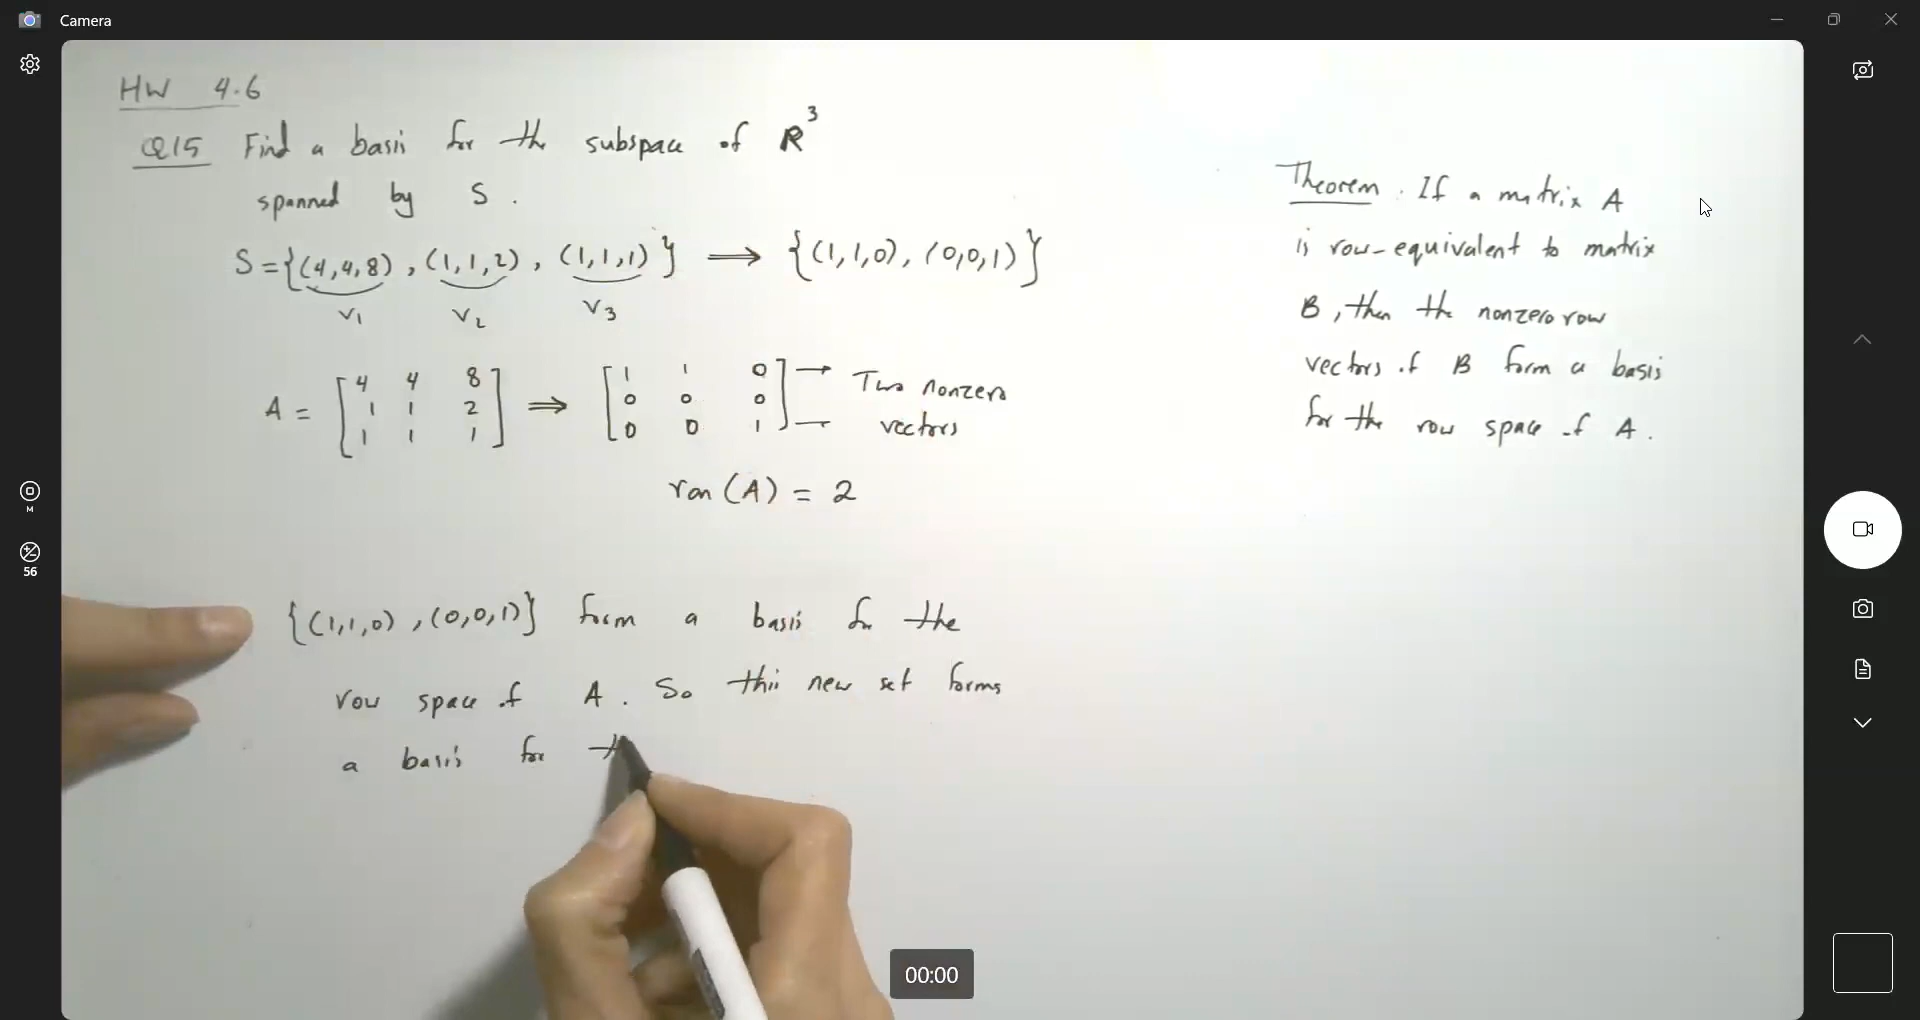 Camera
HW 4.6
Q15 Find a basis for the subspace of R³
spanned by S.
S = {(4,4,8), (1,1,2), (1,1,1)} ⟹ {(1,1,0), (0,0,1)}
v1 v2 v3
A = [4 4 8 ⟹ [1 1 0] → Two nonzero
1 1 2 0 0 0
1 1 1] 0 0 1] — vectors
ran(A) = 2
{(1,1,0), (0,0,1)} form a basis for the
row space of A. So this new set forms
a basis for th
Theorem. If a matrix A
is row-equivalent to matrix
B, then the nonzero row
vectors of B form a basis
for the row space of A.
M
56
00:00